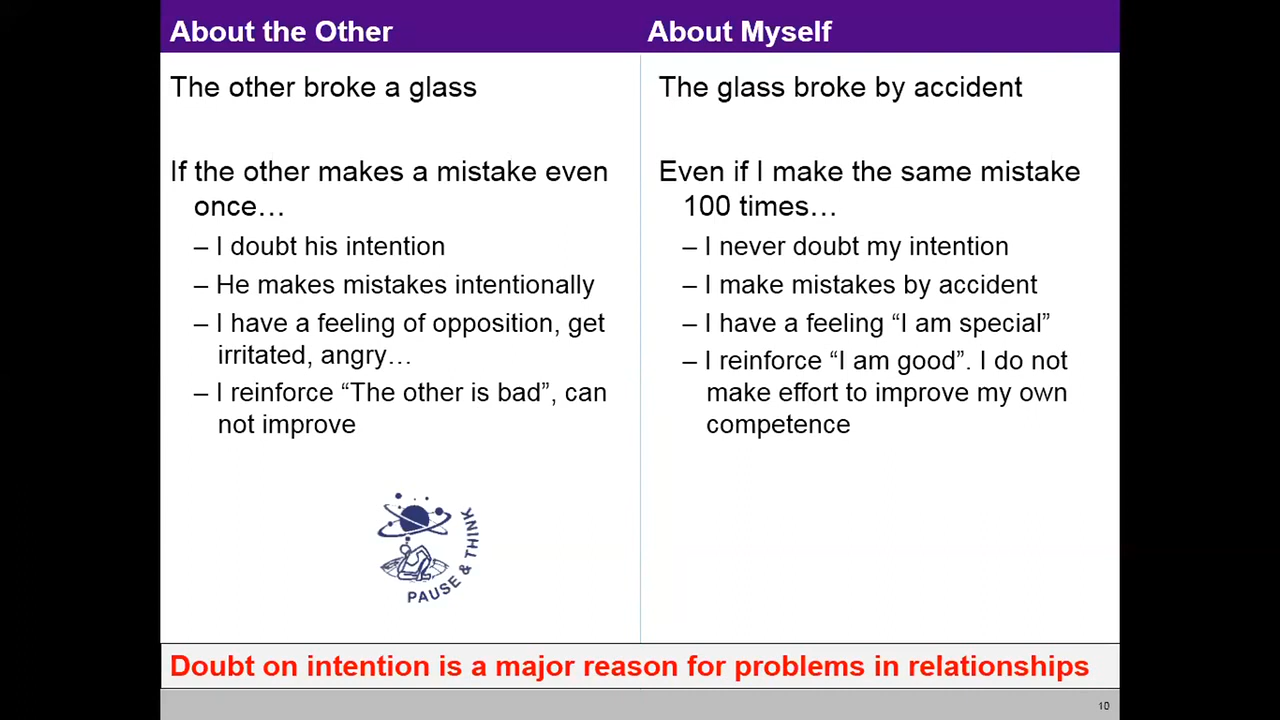 About the Other
About Myself
The other broke a glass
If the other makes a mistake even
once…
– I doubt his intention
– He makes mistakes intentionally
– I have a feeling of opposition, get
irritated, angry…
– I reinforce “The other is bad”, can
not improve
The glass broke by accident
Even if I make the same mistake
100 times…
– I never doubt my intention
– I make mistakes by accident
– I have a feeling “I am special”
– I reinforce “I am good”. I do not
make effort to improve my own
competence
PAUSE & THINK
Doubt on intention is a major reason for problems in relationships
10